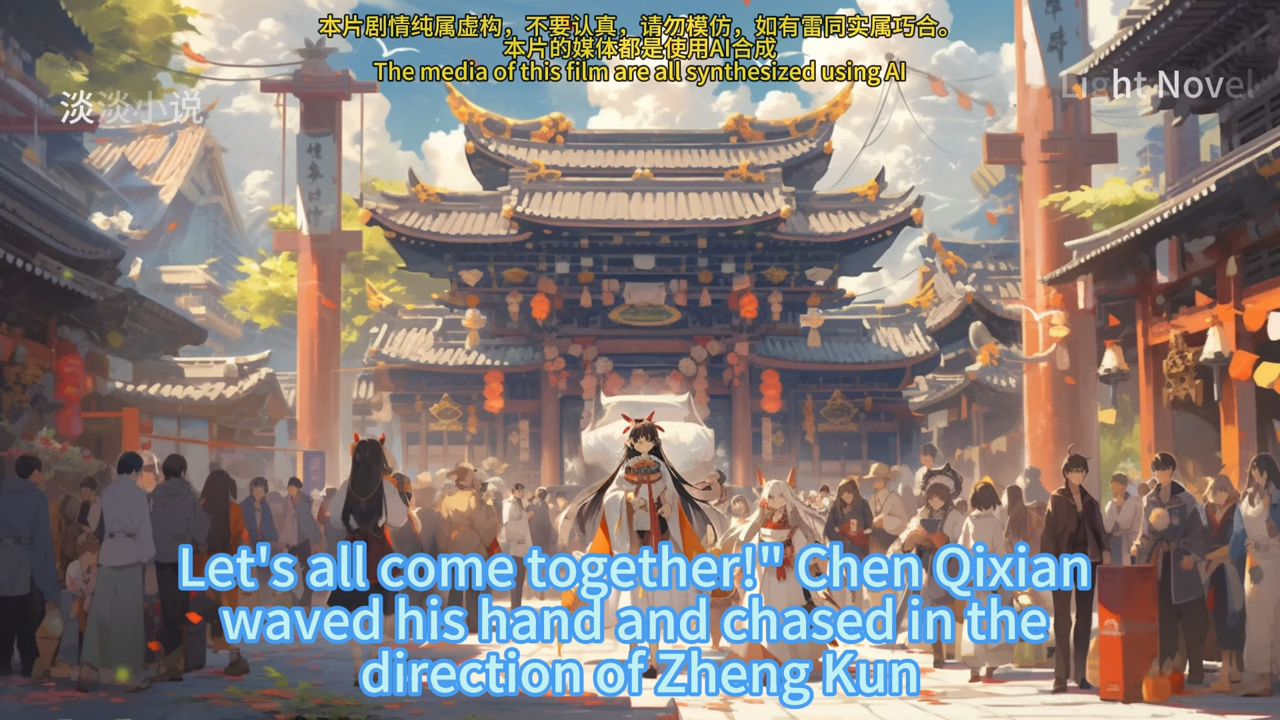 本片剧情纯属虚构，不要认真，请勿模仿，如有雷同实属巧合。
本片的媒体都是使用AI合成
The media of this film are all synthesized using AI
淡淡小说
Light Novel
Let's all come together!" Chen Qixian
waved his hand and chased in the
direction of Zheng Kun